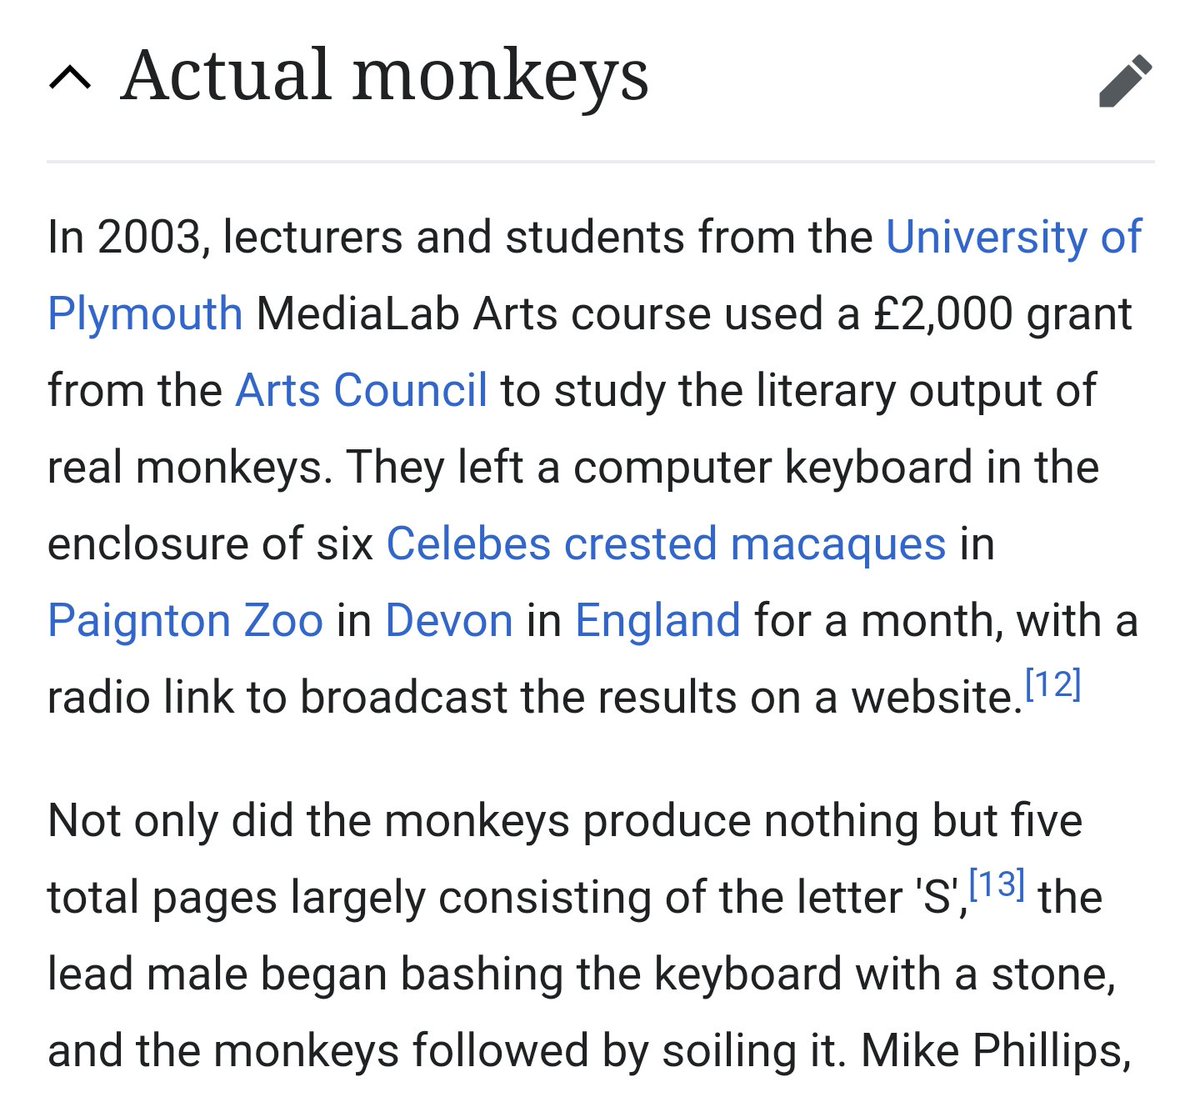 Actual monkeys
In 2003, lecturers and students from the University of
Plymouth MediaLab Arts course used a £2,000 grant
from the Arts Council to study the literary output of
real monkeys. They left a computer keyboard in the
enclosure of six Celebes crested macaques in
Paignton Zoo in Devon in England for a month, with a
radio link to broadcast the results on a website.[12]
Not only did the monkeys produce nothing but five
total pages largely consisting of the letter 'S',[13] the
lead male began bashing the keyboard with a stone,
and the monkeys followed by soiling it. Mike Phillips,